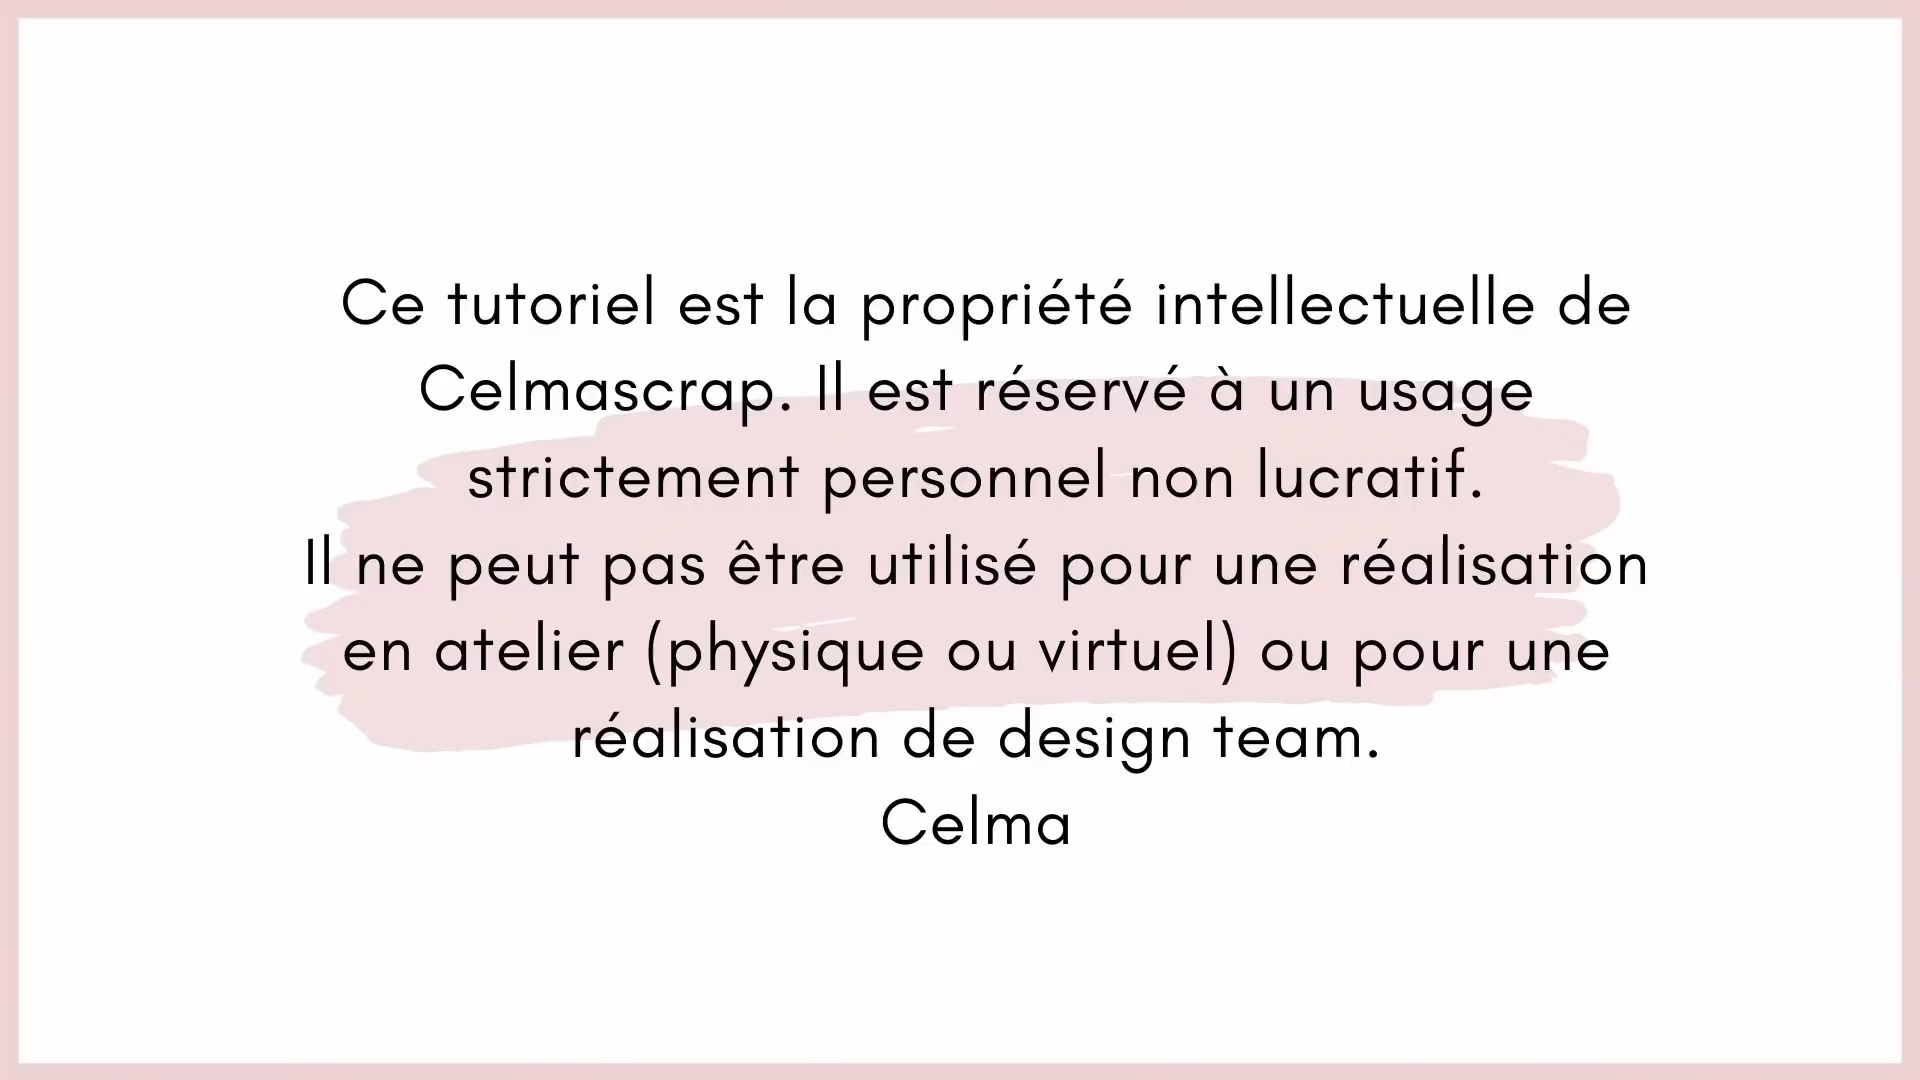 Ce tutoriel est la propriété intellectuelle de
Celmascrap. Il est réservé à un usage
strictement personnel non lucratif.
Il ne peut pas être utilisé pour une réalisation
en atelier (physique ou virtuel) ou pour une
réalisation de design team.
Celma